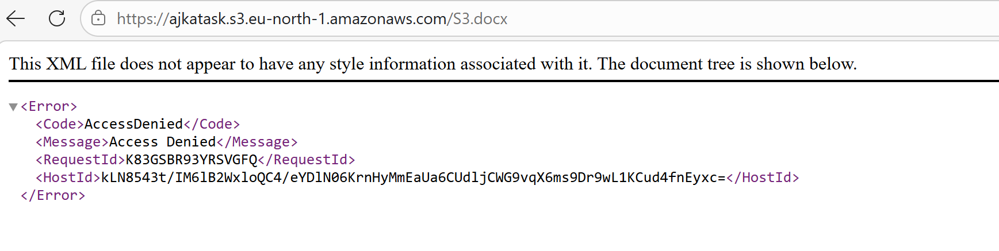 https://ajkatask.s3.eu-north-1.amazonaws.com/S3.docx
This XML file does not appear to have any style information associated with it. The document tree is shown below.
<Error>
<Code>AccessDenied</Code>
<Message>Access Denied</Message>
<RequestId>K83GSBR93YRSVGFQ</RequestId>
<HostId>kLN8543t/IM6lB2WxloQC4/eYDlN06KrnHyMmEaUa6CUdljCWG9vqX6ms9Dr9wL1KCud4fnEyxc=</HostId>
</Error>